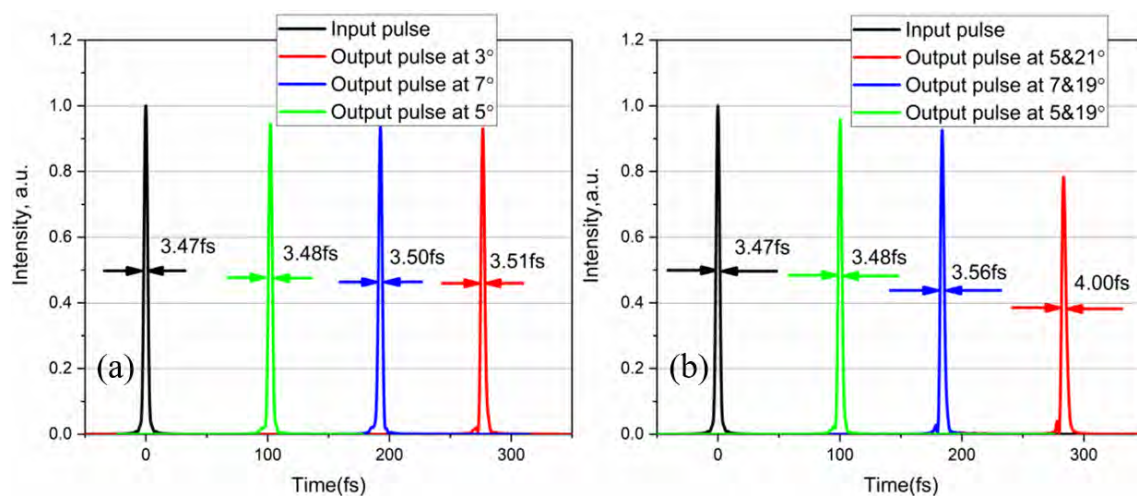 Input pulse
Output pulse at 3°
Output pulse at 7°
Output pulse at 5°
1.2
1.0
0.8
0.6
0.4
0.2
0.0
Intensity, a.u.
3.47fs
3.48fs
3.50fs
3.51fs
(a)
0
100
200
300
Time(fs)
Input pulse
Output pulse at 5&21°
Output pulse at 7&19°
Output pulse at 5&19°
1.2
1.0
0.8
0.6
0.4
0.2
0.0
Intensity,a.u.
3.47fs
3.48fs
3.56fs
4.00fs
(b)
0
100
200
300
Time(fs)